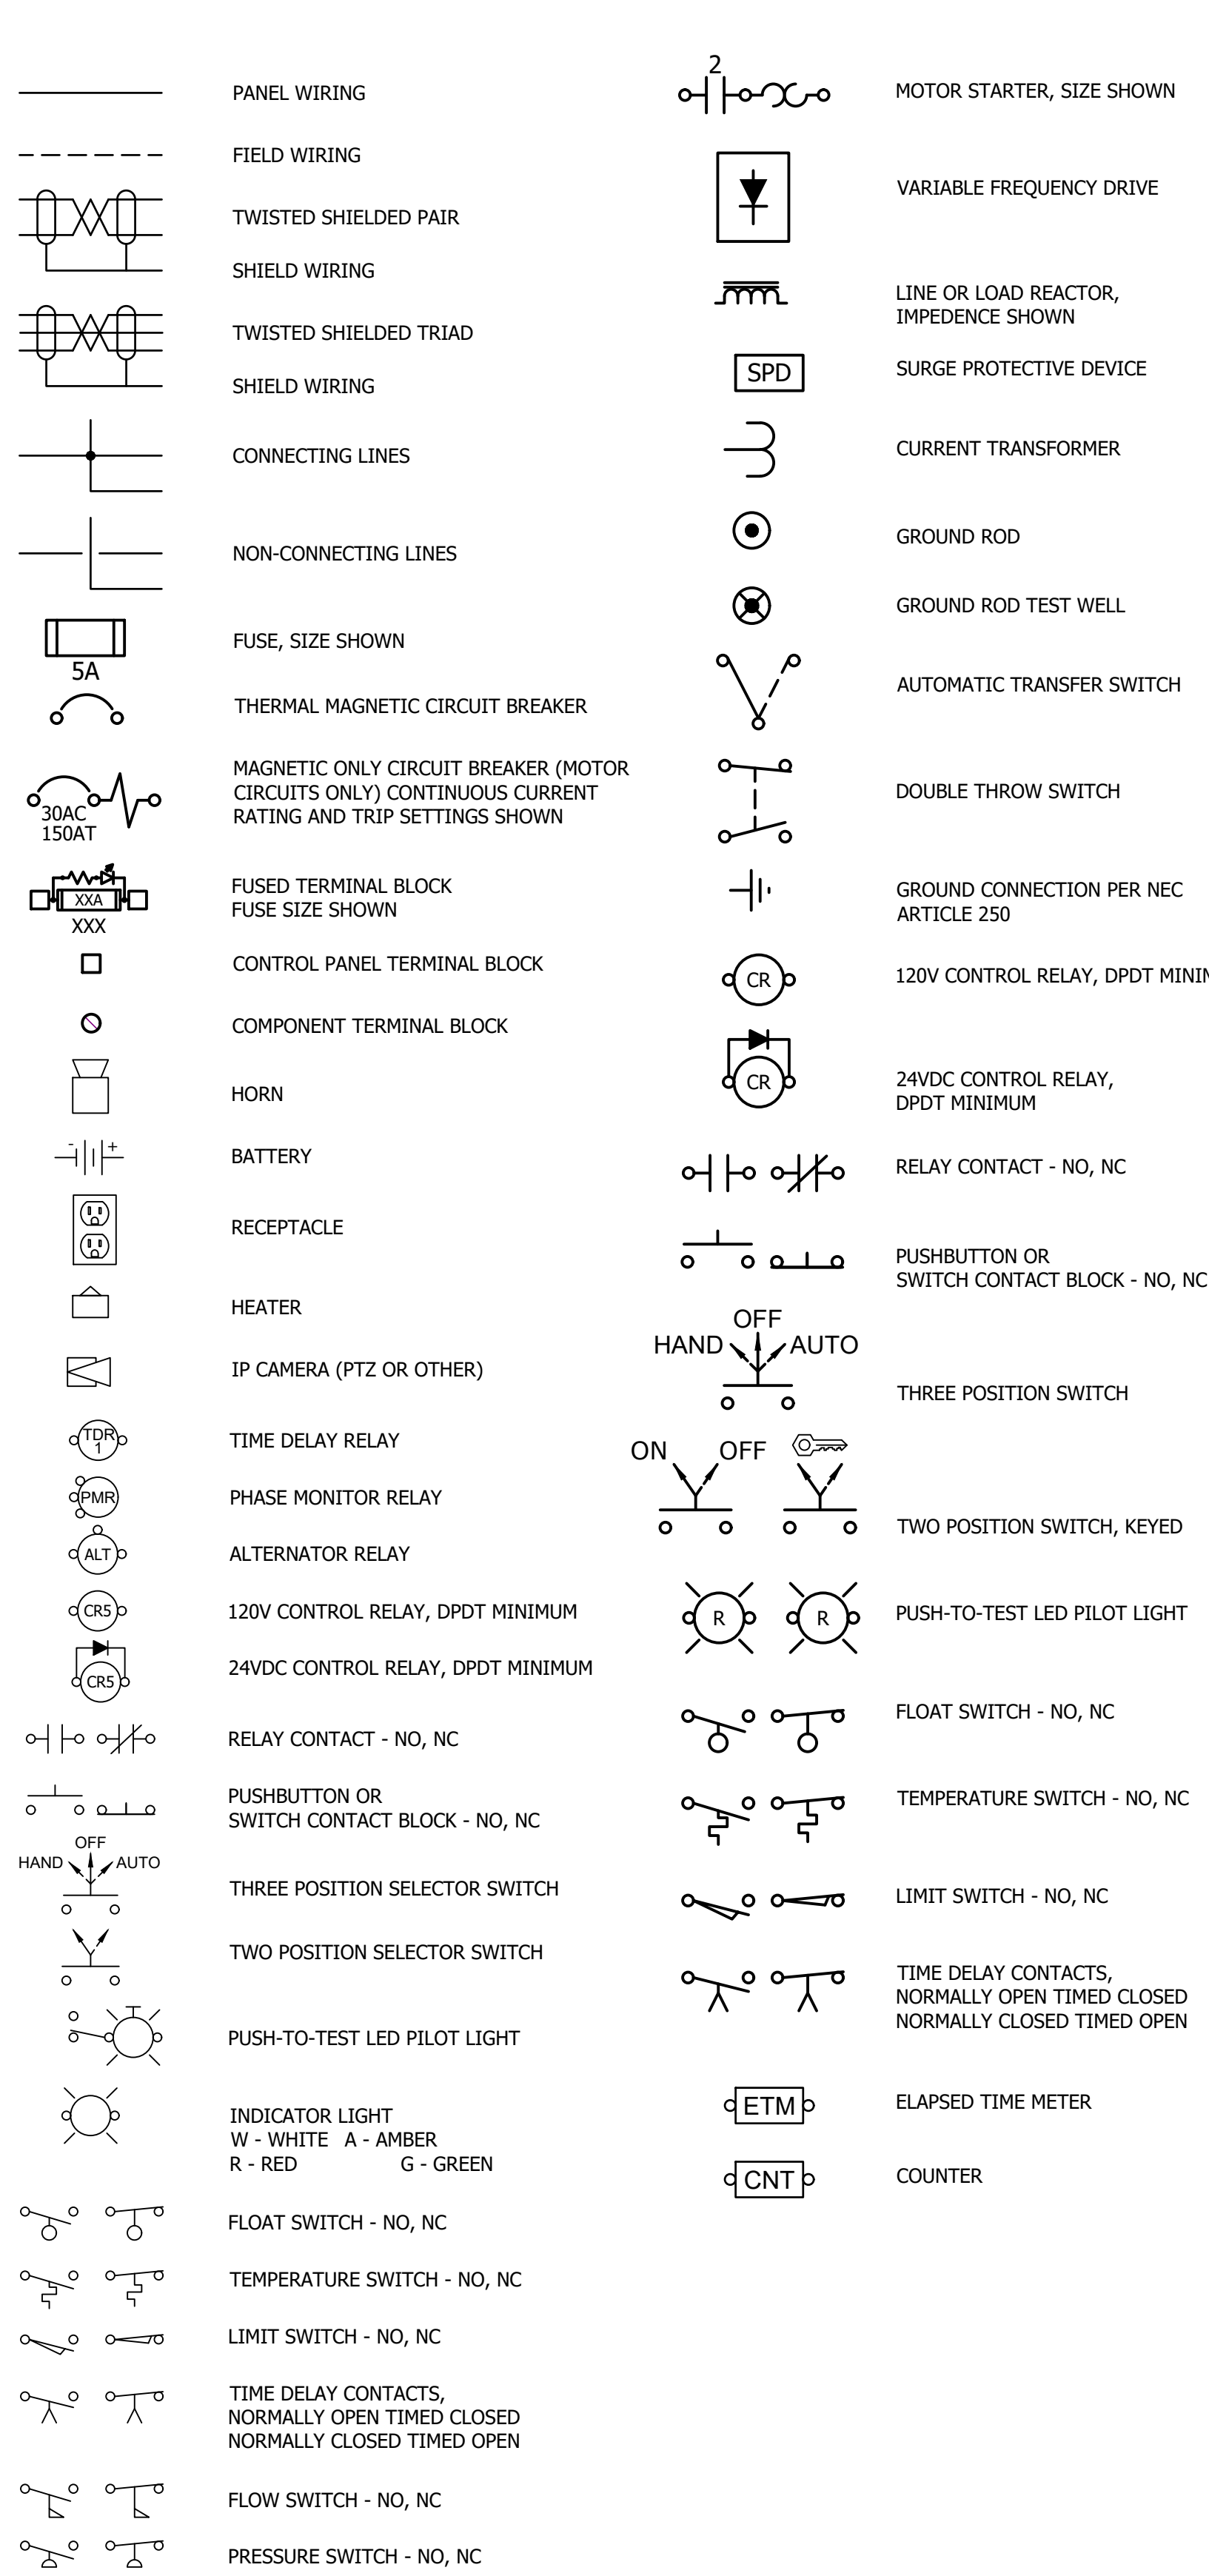 PANEL WIRING
FIELD WIRING
TWISTED SHIELDED PAIR
SHIELD WIRING
TWISTED SHIELDED TRIAD
SHIELD WIRING
CONNECTING LINES
NON-CONNECTING LINES
5A
FUSE, SIZE SHOWN
THERMAL MAGNETIC CIRCUIT BREAKER
30AC
150AT
MAGNETIC ONLY CIRCUIT BREAKER (MOTOR
CIRCUITS ONLY) CONTINUOUS CURRENT
RATING AND TRIP SETTINGS SHOWN
XXA
XXX
FUSED TERMINAL BLOCK
FUSE SIZE SHOWN
CONTROL PANEL TERMINAL BLOCK
COMPONENT TERMINAL BLOCK
HORN
- +
BATTERY
RECEPTACLE
HEATER
IP CAMERA (PTZ OR OTHER)
TDR
1
TIME DELAY RELAY
PMR
PHASE MONITOR RELAY
ALT
ALTERNATOR RELAY
CR5
120V CONTROL RELAY, DPDT MINIMUM
CR5
24VDC CONTROL RELAY, DPDT MINIMUM
RELAY CONTACT - NO, NC
PUSHBUTTON OR
SWITCH CONTACT BLOCK - NO, NC
OFF
HAND AUTO
THREE POSITION SELECTOR SWITCH
TWO POSITION SELECTOR SWITCH
PUSH-TO-TEST LED PILOT LIGHT
INDICATOR LIGHT
W - WHITE A - AMBER
R - RED G - GREEN
FLOAT SWITCH - NO, NC
TEMPERATURE SWITCH - NO, NC
LIMIT SWITCH - NO, NC
TIME DELAY CONTACTS,
NORMALLY OPEN TIMED CLOSED
NORMALLY CLOSED TIMED OPEN
FLOW SWITCH - NO, NC
PRESSURE SWITCH - NO, NC
2
MOTOR STARTER, SIZE SHOWN
VARIABLE FREQUENCY DRIVE
LINE OR LOAD REACTOR,
IMPEDENCE SHOWN
SPD
SURGE PROTECTIVE DEVICE
CURRENT TRANSFORMER
GROUND ROD
GROUND ROD TEST WELL
AUTOMATIC TRANSFER SWITCH
DOUBLE THROW SWITCH
GROUND CONNECTION PER NEC
ARTICLE 250
CR
120V CONTROL RELAY, DPDT
CR
24VDC CONTROL RELAY,
DPDT MINIMUM
RELAY CONTACT - NO, NC
PUSHBUTTON OR
SWITCH CONTACT BLOCK - NO, NC
OFF
HAND AUTO
THREE POSITION SWITCH
ON OFF
TWO POSITION SWITCH, KEYED
R R
PUSH-TO-TEST LED PILOT LIGHT
FLOAT SWITCH - NO, NC
TEMPERATURE SWITCH - NO, NC
LIMIT SWITCH - NO, NC
TIME DELAY CONTACTS,
NORMALLY OPEN TIMED CLOSED
NORMALLY CLOSED TIMED OPEN
ETM
ELAPSED TIME METER
CNT
COUNTER